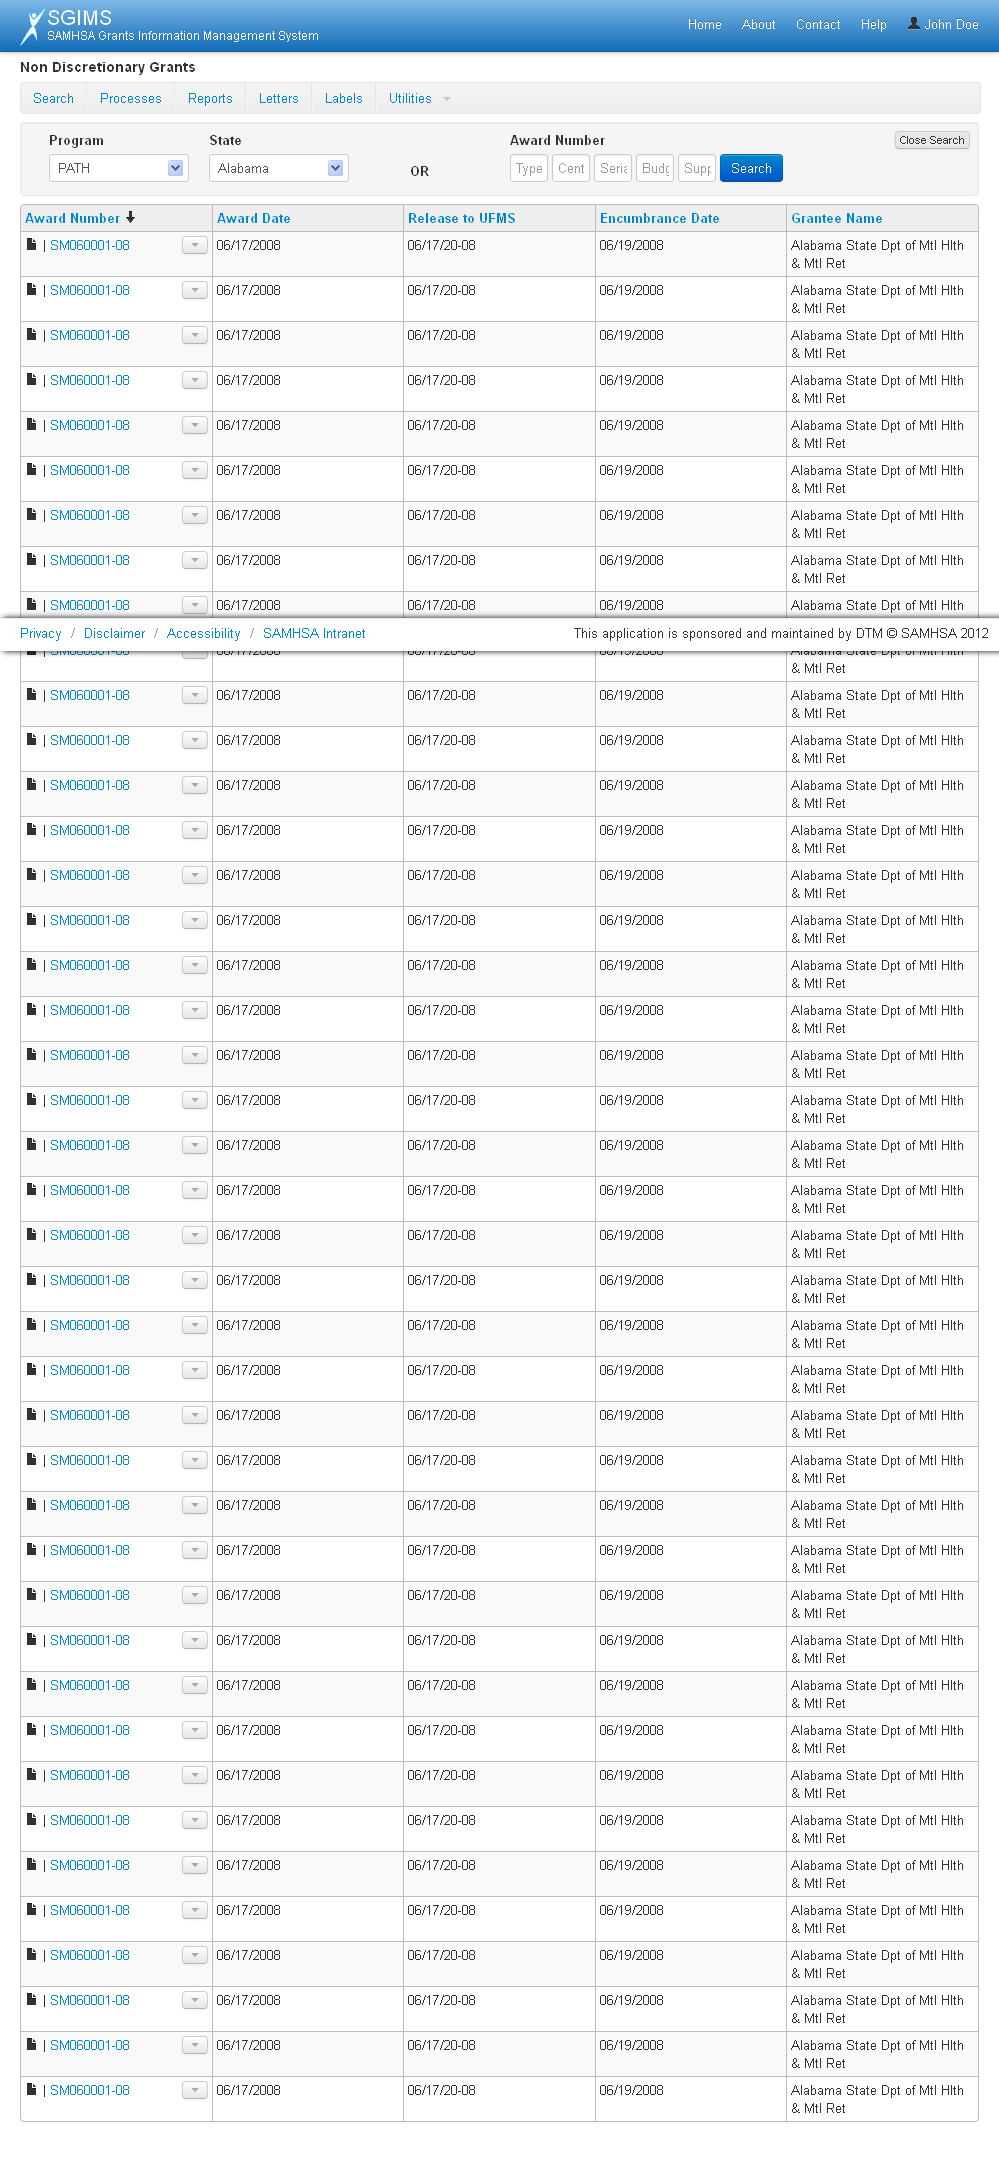 SGIMS
SAMHSA Grants Information Management System
Home About Contact Help John Doe
Non Discretionary Grants
Search Processes Reports Letters Labels Utilities
Program State Award Number Close Search
PATH Alabama OR Type Cent Seria Budg Supp Search
Award Number Award Date Release to UFMS Encumbrance Date Grantee Name
| SM060001-08 06/17/2008 06/17/20-08 06/19/2008 Alabama State Dpt of Mtl Hlth
& Mtl Ret
| SM060001-08 06/17/2008 06/17/20-08 06/19/2008 Alabama State Dpt of Mtl Hlth
& Mtl Ret
| SM060001-08 06/17/2008 06/17/20-08 06/19/2008 Alabama State Dpt of Mtl Hlth
& Mtl Ret
| SM060001-08 06/17/2008 06/17/20-08 06/19/2008 Alabama State Dpt of Mtl Hlth
& Mtl Ret
| SM060001-08 06/17/2008 06/17/20-08 06/19/2008 Alabama State Dpt of Mtl Hlth
& Mtl Ret
| SM060001-08 06/17/2008 06/17/20-08 06/19/2008 Alabama State Dpt of Mtl Hlth
& Mtl Ret
| SM060001-08 06/17/2008 06/17/20-08 06/19/2008 Alabama State Dpt of Mtl Hlth
& Mtl Ret
| SM060001-08 06/17/2008 06/17/20-08 06/19/2008 Alabama State Dpt of Mtl Hlth
& Mtl Ret
| SM060001-08 06/17/2008 06/17/20-08 06/19/2008 Alabama State Dpt of Mtl Hlth
Privacy / Disclaimer / Accessibility / SAMHSA Intranet This application is sponsored and maintained by DTM © SAMHSA 2012
| SM060001-08 06/17/2008 06/17/20-08 06/19/2008 Alabama State Dpt of Mtl Hlth
& Mtl Ret
| SM060001-08 06/17/2008 06/17/20-08 06/19/2008 Alabama State Dpt of Mtl Hlth
& Mtl Ret
| SM060001-08 06/17/2008 06/17/20-08 06/19/2008 Alabama State Dpt of Mtl Hlth
& Mtl Ret
| SM060001-08 06/17/2008 06/17/20-08 06/19/2008 Alabama State Dpt of Mtl Hlth
& Mtl Ret
| SM060001-08 06/17/2008 06/17/20-08 06/19/2008 Alabama State Dpt of Mtl Hlth
& Mtl Ret
| SM060001-08 06/17/2008 06/17/20-08 06/19/2008 Alabama State Dpt of Mtl Hlth
& Mtl Ret
| SM060001-08 06/17/2008 06/17/20-08 06/19/2008 Alabama State Dpt of Mtl Hlth
& Mtl Ret
| SM060001-08 06/17/2008 06/17/20-08 06/19/2008 Alabama State Dpt of Mtl Hlth
& Mtl Ret
| SM060001-08 06/17/2008 06/17/20-08 06/19/2008 Alabama State Dpt of Mtl Hlth
& Mtl Ret
| SM060001-08 06/17/2008 06/17/20-08 06/19/2008 Alabama State Dpt of Mtl Hlth
& Mtl Ret
| SM060001-08 06/17/2008 06/17/20-08 06/19/2008 Alabama State Dpt of Mtl Hlth
& Mtl Ret
| SM060001-08 06/17/2008 06/17/20-08 06/19/2008 Alabama State Dpt of Mtl Hlth
& Mtl Ret
| SM060001-08 06/17/2008 06/17/20-08 06/19/2008 Alabama State Dpt of Mtl Hlth
& Mtl Ret
| SM060001-08 06/17/2008 06/17/20-08 06/19/2008 Alabama State Dpt of Mtl Hlth
& Mtl Ret
| SM060001-08 06/17/2008 06/17/20-08 06/19/2008 Alabama State Dpt of Mtl Hlth
& Mtl Ret
| SM060001-08 06/17/2008 06/17/20-08 06/19/2008 Alabama State Dpt of Mtl Hlth
& Mtl Ret
| SM060001-08 06/17/2008 06/17/20-08 06/19/2008 Alabama State Dpt of Mtl Hlth
& Mtl Ret
| SM060001-08 06/17/2008 06/17/20-08 06/19/2008 Alabama State Dpt of Mtl Hlth
& Mtl Ret
| SM060001-08 06/17/2008 06/17/20-08 06/19/2008 Alabama State Dpt of Mtl Hlth
& Mtl Ret
| SM060001-08 06/17/2008 06/17/20-08 06/19/2008 Alabama State Dpt of Mtl Hlth
& Mtl Ret
| SM060001-08 06/17/2008 06/17/20-08 06/19/2008 Alabama State Dpt of Mtl Hlth
& Mtl Ret
| SM060001-08 06/17/2008 06/17/20-08 06/19/2008 Alabama State Dpt of Mtl Hlth
& Mtl Ret
| SM060001-08 06/17/2008 06/17/20-08 06/19/2008 Alabama State Dpt of Mtl Hlth
& Mtl Ret
| SM060001-08 06/17/2008 06/17/20-08 06/19/2008 Alabama State Dpt of Mtl Hlth
& Mtl Ret
| SM060001-08 06/17/2008 06/17/20-08 06/19/2008 Alabama State Dpt of Mtl Hlth
& Mtl Ret
| SM060001-08 06/17/2008 06/17/20-08 06/19/2008 Alabama State Dpt of Mtl Hlth
& Mtl Ret
| SM060001-08 06/17/2008 06/17/20-08 06/19/2008 Alabama State Dpt of Mtl Hlth
& Mtl Ret
| SM060001-08 06/17/2008 06/17/20-08 06/19/2008 Alabama State Dpt of Mtl Hlth
& Mtl Ret
| SM060001-08 06/17/2008 06/17/20-08 06/19/2008 Alabama State Dpt of Mtl Hlth
& Mtl Ret
| SM060001-08 06/17/2008 06/17/20-08 06/19/2008 Alabama State Dpt of Mtl Hlth
& Mtl Ret
| SM060001-08 06/17/2008 06/17/20-08 06/19/2008 Alabama State Dpt of Mtl Hlth
& Mtl Ret
| SM060001-08 06/17/2008 06/17/20-08 06/19/2008 Alabama State Dpt of Mtl Hlth
& Mtl Ret
| SM060001-08 06/17/2008 06/17/20-08 06/19/2008 Alabama State Dpt of Mtl Hlth
& Mtl Ret